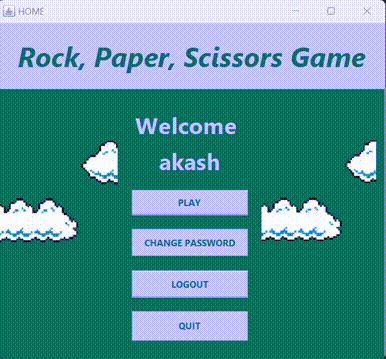 HOME
Rock, Paper, Scissors Game
Welcome
akash
PLAY
CHANGE PASSWORD
LOGOUT
QUIT